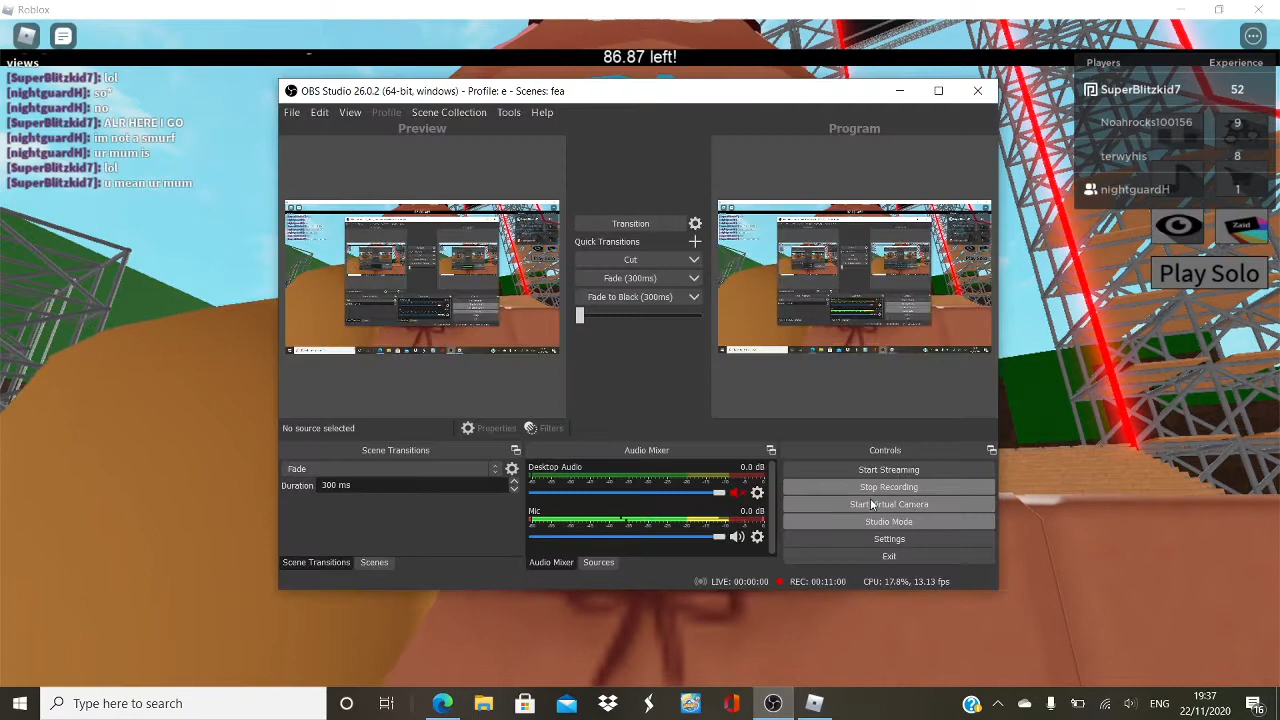 Roblox
86.87 left!
views
[SuperBlitzkid7]: lol
[nightguardH]: so*
[nightguardH]: no
[SuperBlitzkid7]: ALR HERE I GO
[nightguardH]: im not a smurf
[nightguardH]: ur mum is
[SuperBlitzkid7]: lol
[SuperBlitzkid7]: u mean ur mum
Players Experience
SuperBlitzkid7 52
Noahrocks100156 9
terwyhis 8
nightguardH 1
Zaid
Play Solo
OBS Studio 26.0.2 (64-bit, windows) - Profile: e - Scenes: fea
File Edit View Profile Scene Collection Tools Help
Preview Program
Transition
Quick Transitions
Cut
Fade (300ms)
Fade to Black (300ms)
No source selected Properties Filters
Scene Transitions Audio Mixer Controls
Fade
Duration 300 ms
Desktop Audio 0.0 dB
Mic 0.0 dB
Start Streaming
Stop Recording
Start Virtual Camera
Studio Mode
Settings
Exit
Scene Transitions Scenes Audio Mixer Sources
LIVE: 00:00:00 REC: 00:11:00 CPU: 17.8%, 13.13 fps
Type here to search
ENG
19:37
22/11/2020
16